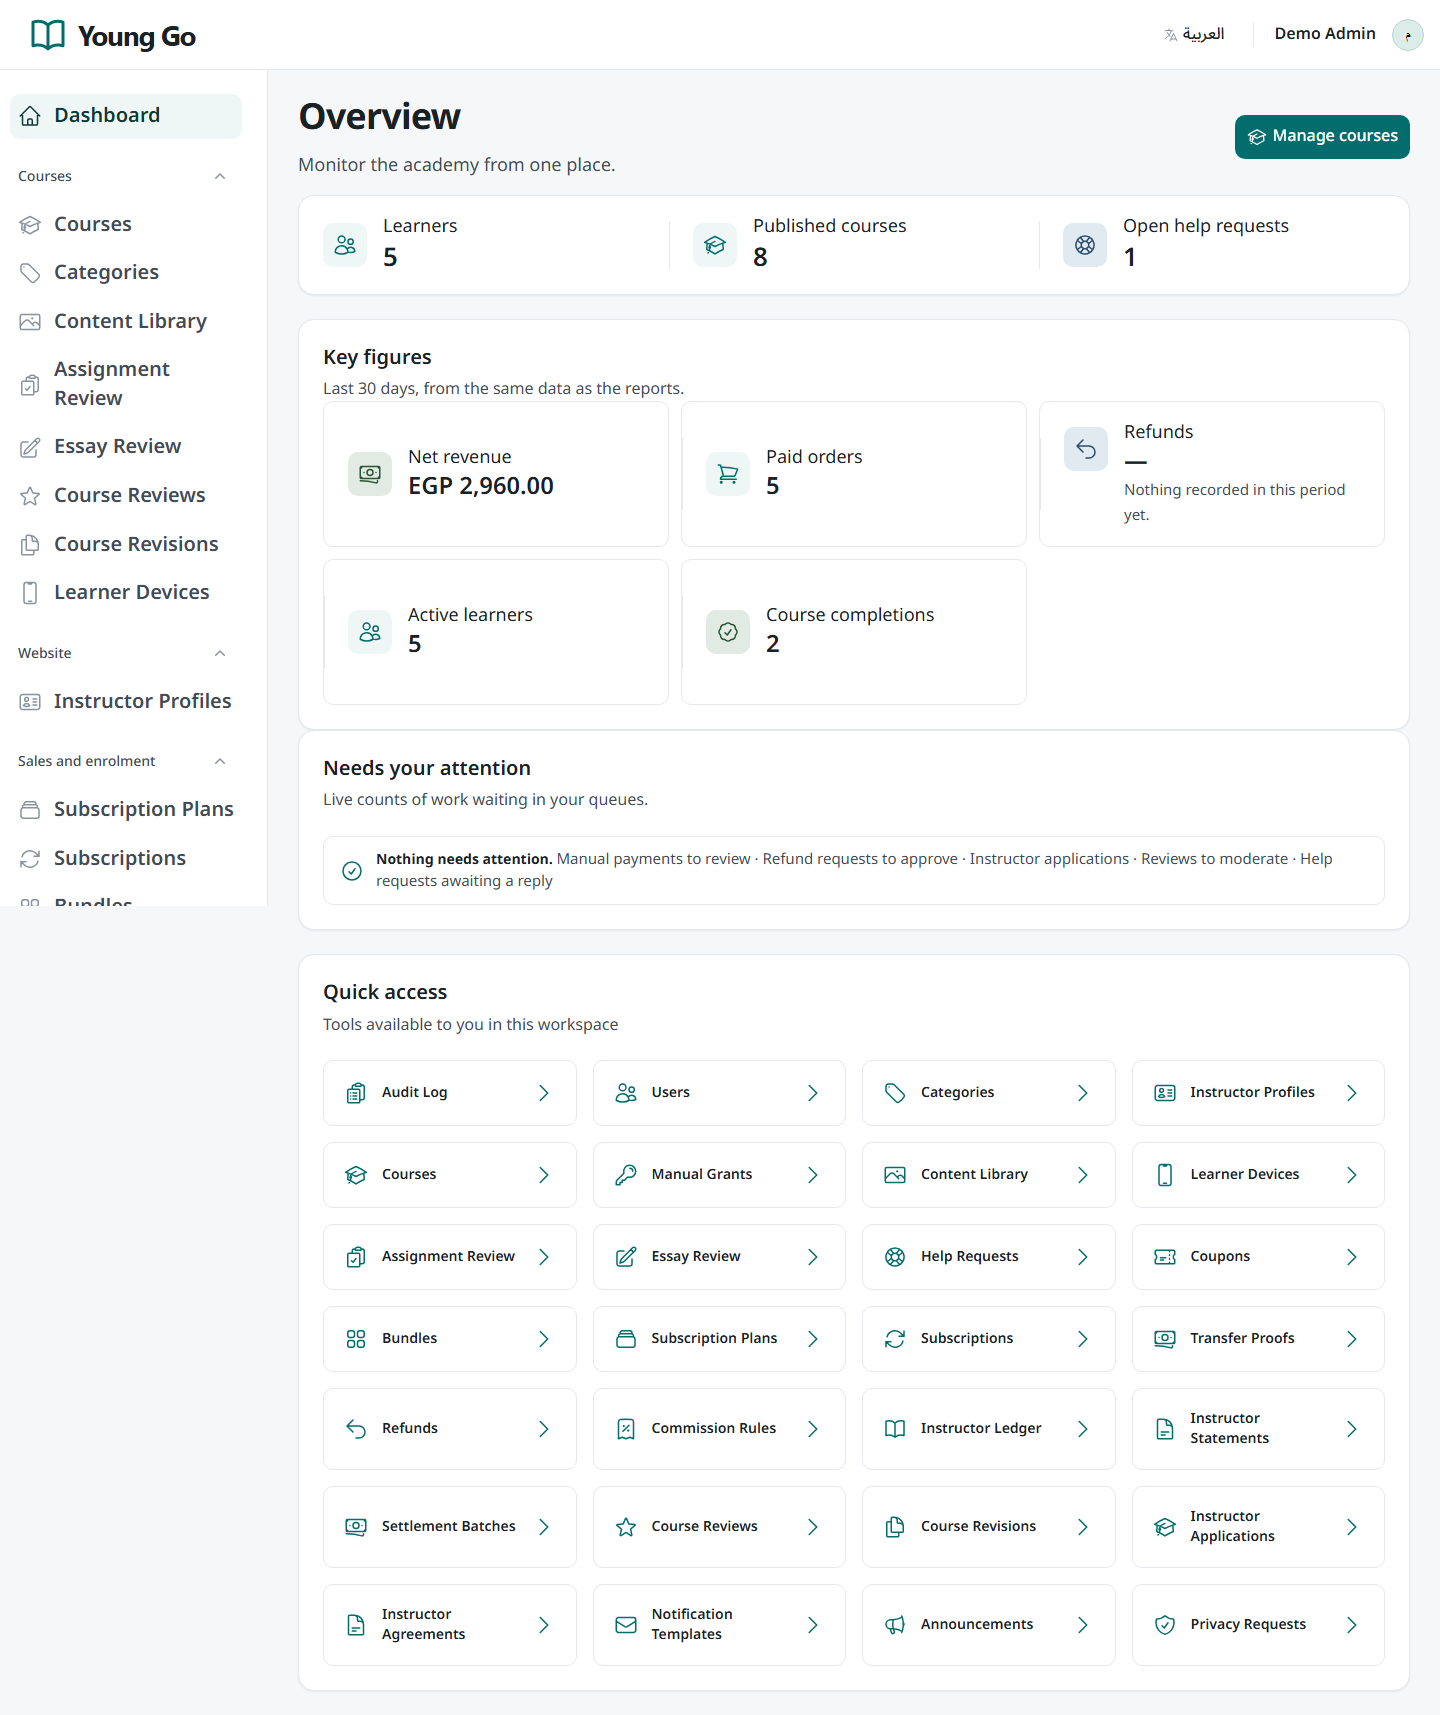 Young Go
العربية
Demo Admin
م
Dashboard
Courses
Courses
Categories
Content Library
Assignment
Review
Essay Review
Course Reviews
Course Revisions
Learner Devices
Website
Instructor Profiles
Sales and enrolment
Subscription Plans
Subscriptions
Bundles
Overview
Monitor the academy from one place.
Manage courses
Learners
5
Published courses
8
Open help requests
1
Key figures
Last 30 days, from the same data as the reports.
Net revenue
EGP 2,960.00
Paid orders
5
Refunds
—
Nothing recorded in this period
yet.
Active learners
5
Course completions
2
Needs your attention
Live counts of work waiting in your queues.
Nothing needs attention. Manual payments to review · Refund requests to approve · Instructor applications · Reviews to moderate · Help
requests awaiting a reply
Quick access
Tools available to you in this workspace
Audit Log
Users
Categories
Instructor Profiles
Courses
Manual Grants
Content Library
Learner Devices
Assignment Review
Essay Review
Help Requests
Coupons
Bundles
Subscription Plans
Subscriptions
Transfer Proofs
Refunds
Commission Rules
Instructor Ledger
Instructor
Statements
Settlement Batches
Course Reviews
Course Revisions
Instructor
Applications
Instructor
Agreements
Notification
Templates
Announcements
Privacy Requests